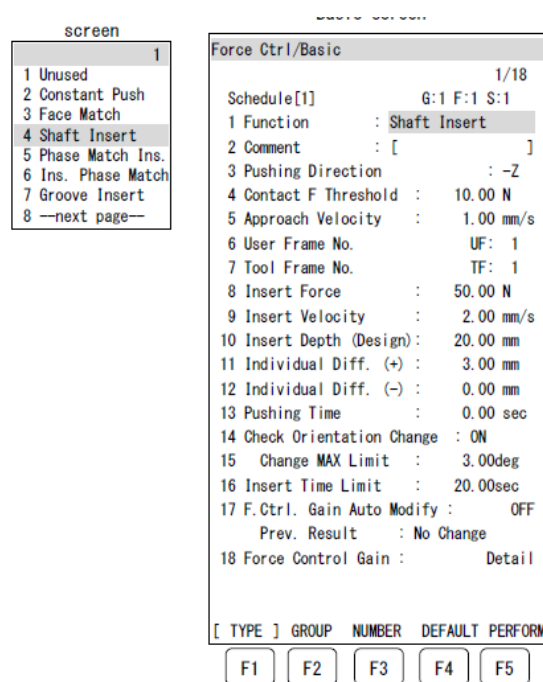 screen
1
1 Unused
2 Constant Push
3 Face Match
4 Shaft Insert
5 Phase Match Ins.
6 Ins. Phase Match
7 Groove Insert
8 --next page--
Force Ctrl/Basic
1/18
Schedule[1] G:1 F:1 S:1
1 Function : Shaft Insert
2 Comment : [ ]
3 Pushing Direction : -Z
4 Contact F Threshold : 10.00 N
5 Approach Velocity : 1.00 mm/s
6 User Frame No. UF: 1
7 Tool Frame No. TF: 1
8 Insert Force : 50.00 N
9 Insert Velocity : 2.00 mm/s
10 Insert Depth (Design): 20.00 mm
11 Individual Diff. (+) : 3.00 mm
12 Individual Diff. (-) : 0.00 mm
13 Pushing Time : 0.00 sec
14 Check Orientation Change : ON
15 Change MAX Limit : 3.00deg
16 Insert Time Limit : 20.00sec
17 F.Ctrl. Gain Auto Modify : OFF
Prev. Result : No Change
18 Force Control Gain : Detail
[ TYPE ] GROUP NUMBER DEFAULT PERFORM
F1 F2 F3 F4 F5